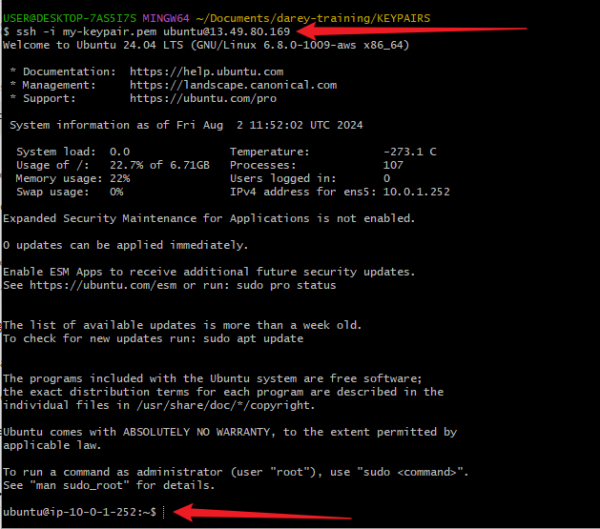 USER@DESKTOP-7AS5I7S MINGW64 ~/Documents/darey-training/KEYPAIRS
$ ssh -i my-keypair.pem ubuntu@13.49.80.169
Welcome to Ubuntu 24.04 LTS (GNU/Linux 6.8.0-1009-aws x86_64)
* Documentation: https://help.ubuntu.com
* Management: https://landscape.canonical.com
* Support: https://ubuntu.com/pro
System information as of Fri Aug 2 11:52:02 UTC 2024
System load: 0.0 Temperature: -273.1 C
Usage of /: 22.7% of 6.71GB Processes: 107
Memory usage: 22% Users logged in: 0
Swap usage: 0% IPv4 address for ens5: 10.0.1.252
Expanded Security Maintenance for Applications is not enabled.
0 updates can be applied immediately.
Enable ESM Apps to receive additional future security updates.
See https://ubuntu.com/esm or run: sudo pro status
The list of available updates is more than a week old.
To check for new updates run: sudo apt update
The programs included with the Ubuntu system are free software;
the exact distribution terms for each program are described in the
individual files in /usr/share/doc/*/copyright.
Ubuntu comes with ABSOLUTELY NO WARRANTY, to the extent permitted by
applicable law.
To run a command as administrator (user "root"), use "sudo <command>".
See "man sudo_root" for details.
ubuntu@ip-10-0-1-252:~$